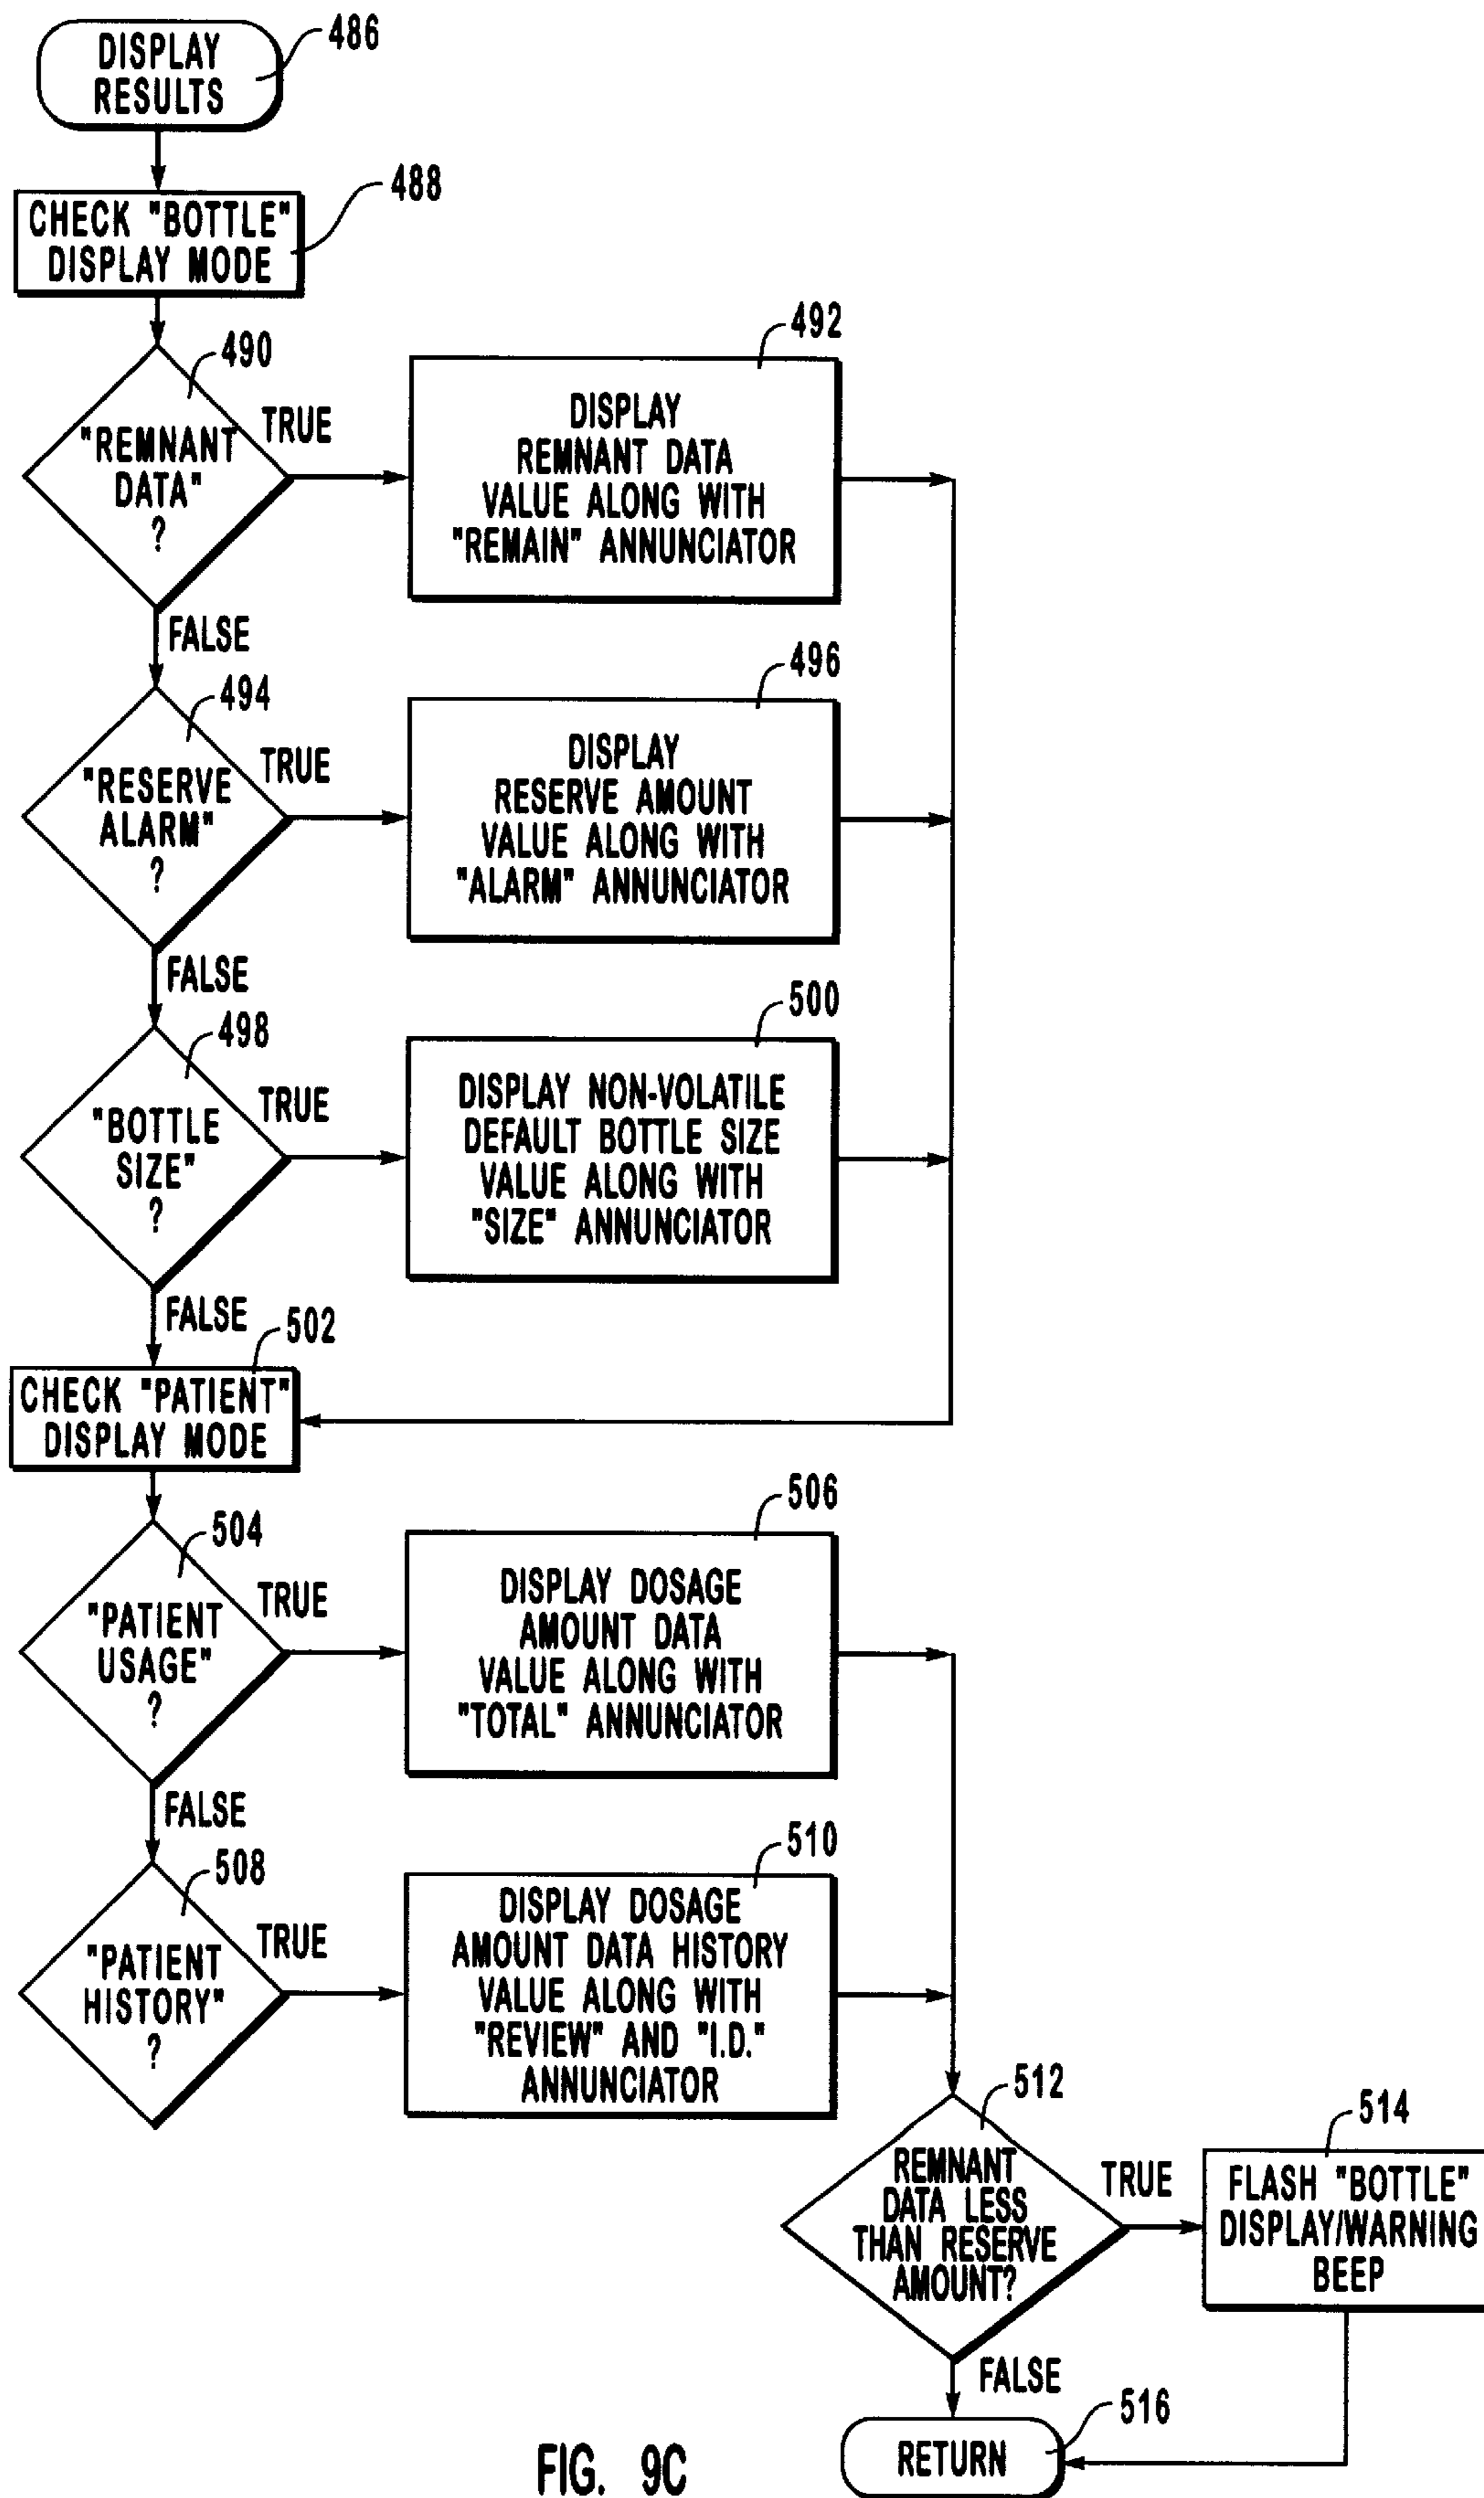 DISPLAY
RESULTS
486
CHECK "BOTTLE"
DISPLAY MODE
488
"REMNANT
DATA"
?
490
TRUE
FALSE
DISPLAY
REMNANT DATA
VALUE ALONG WITH
"REMAIN" ANNUNCIATOR
492
"RESERVE
ALARM"
?
494
TRUE
FALSE
DISPLAY
RESERVE AMOUNT
VALUE ALONG WITH
"ALARM" ANNUNCIATOR
496
"BOTTLE
SIZE"
?
498
TRUE
FALSE
DISPLAY NON-VOLATILE
DEFAULT BOTTLE SIZE
VALUE ALONG WITH
"SIZE" ANNUNCIATOR
500
CHECK "PATIENT"
DISPLAY MODE
502
"PATIENT
USAGE"
?
504
TRUE
FALSE
DISPLAY DOSAGE
AMOUNT DATA
VALUE ALONG WITH
"TOTAL" ANNUNCIATOR
506
"PATIENT
HISTORY"
?
508
TRUE
DISPLAY DOSAGE
AMOUNT DATA HISTORY
VALUE ALONG WITH
"REVIEW" AND "I.D."
ANNUNCIATOR
510
REMNANT
DATA LESS
THAN RESERVE
AMOUNT?
512
TRUE
FALSE
FLASH "BOTTLE"
DISPLAY/WARNING
BEEP
514
RETURN
516
FIG. 9C